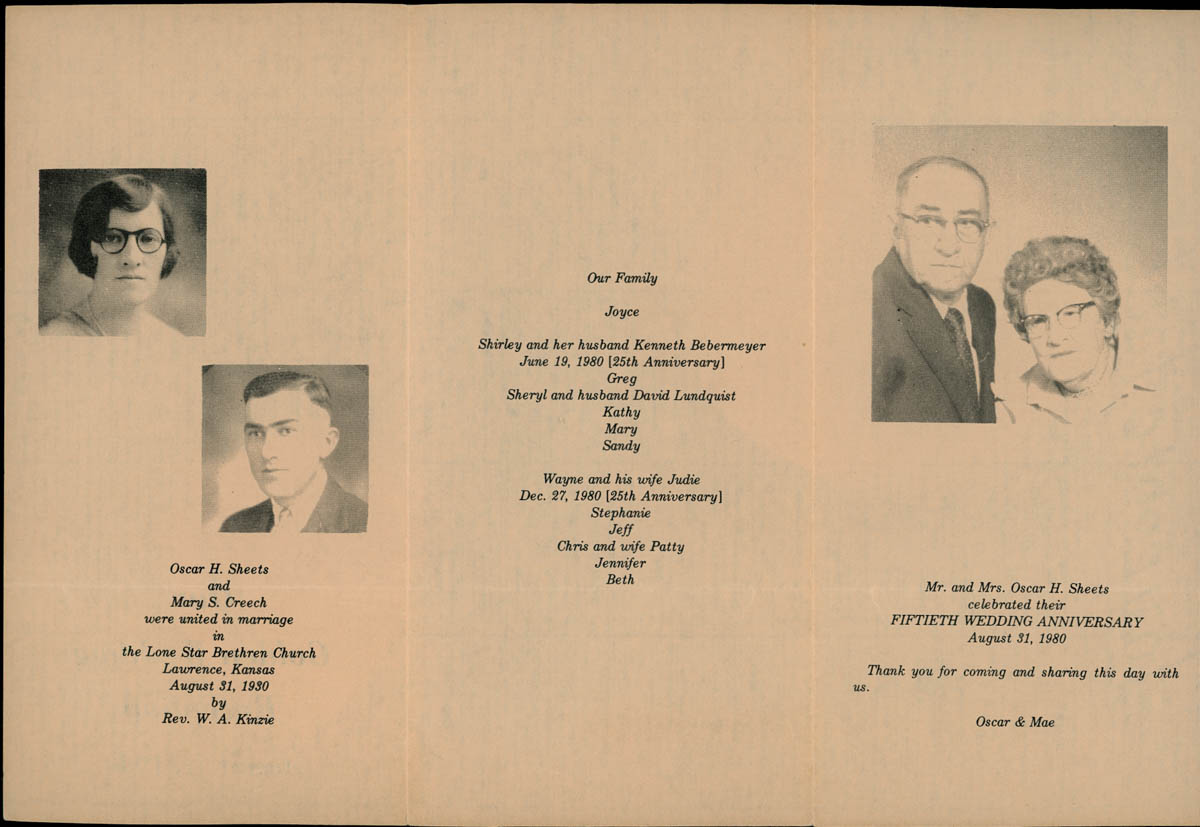 Oscar H. Sheets
and
Mary S. Creech
were united in marriage
in
the Lone Star Brethren Church
Lawrence, Kansas
August 31, 1930
by
Rev. W. A. Kinzie
Our Family
Joyce
Shirley and her husband Kenneth Bebermeyer
June 19, 1980 [25th Anniversary]
Greg
Sheryl and husband David Lundquist
Kathy
Mary
Sandy
Wayne and his wife Judie
Dec. 27, 1980 [25th Anniversary]
Stephanie
Jeff
Chris and wife Patty
Jennifer
Beth
Mr. and Mrs. Oscar H. Sheets
celebrated their
FIFTIETH WEDDING ANNIVERSARY
August 31, 1980
Thank you for coming and sharing this day with
us.
Oscar & Mae